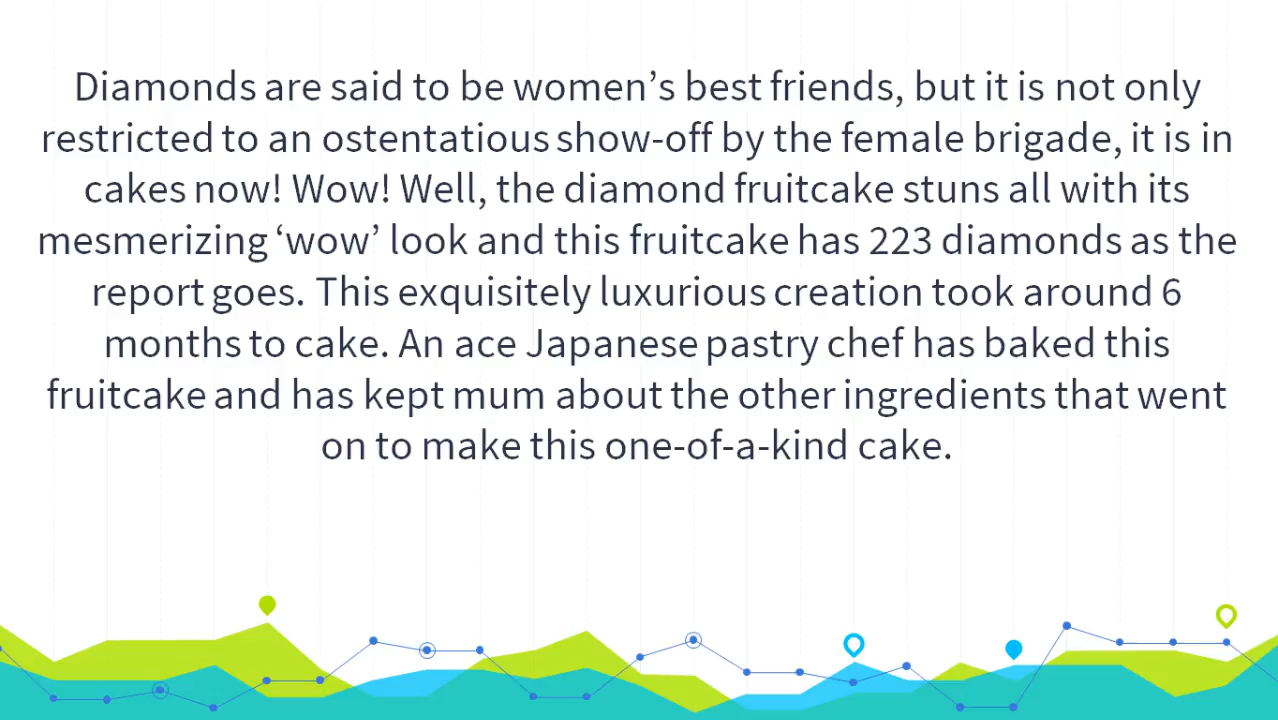 Diamonds are said to be women’s best friends, but it is not only
restricted to an ostentatious show-off by the female brigade, it is in
cakes now! Wow! Well, the diamond fruitcake stuns all with its
mesmerizing ‘wow’ look and this fruitcake has 223 diamonds as the
report goes. This exquisitely luxurious creation took around 6
months to cake. An ace Japanese pastry chef has baked this
fruitcake and has kept mum about the other ingredients that went
on to make this one-of-a-kind cake.